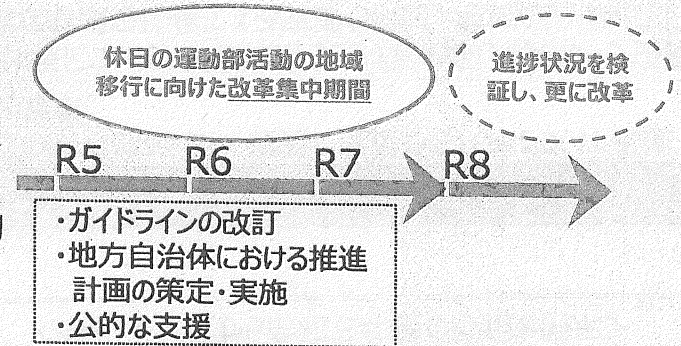 休日の運動部活動の地域
移行に向けた改革集中期間
進捗状況を検
証し、更に改革
R5 R6 R7 R8
・ガイドラインの改訂
・地方自治体における推進
計画の策定・実施
・公的な支援